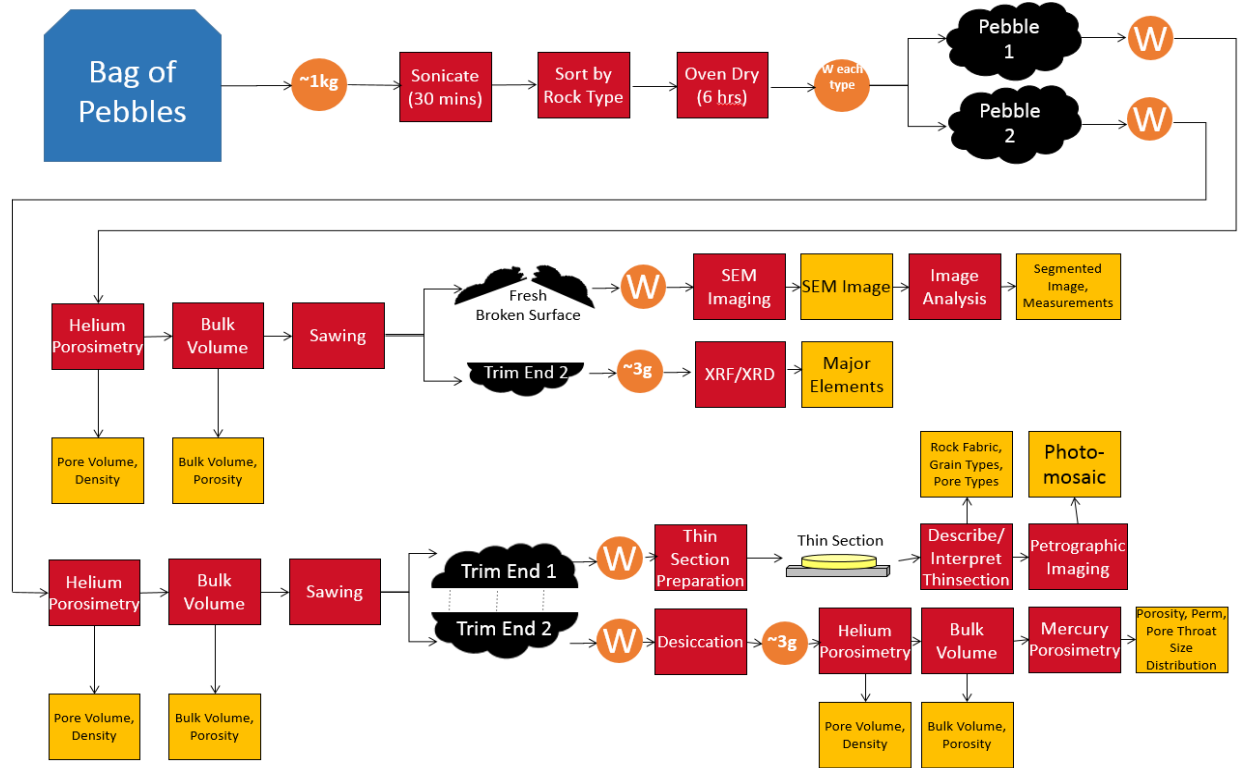 Bag of
Pebbles
~1kg
Sonicate
(30 mins)
Sort by
Rock Type
Oven Dry
(6 hrs)
W each
type
Pebble
1
W
Pebble
2
W
Fresh
Broken Surface
W
SEM
Imaging
SEM Image
Image
Analysis
Segmented
Image,
Measurements
Helium
Porosimetry
Bulk
Volume
Sawing
Trim End 2
~3g
XRF/XRD
Major
Elements
Pore Volume,
Density
Bulk Volume,
Porosity
Rock Fabric,
Grain Types,
Pore Types
Photo-
mosaic
Helium
Porosimetry
Bulk
Volume
Sawing
Trim End 1
W
Thin
Section
Preparation
Thin Section
Describe/
Interpret
Thinsection
Petrographic
Imaging
Trim End 2
W
Desiccation
~3g
Helium
Porosimetry
Bulk
Volume
Mercury
Porosimetry
Porosity, Perm,
Pore Throat
Size
Distribution
Pore Volume,
Density
Bulk Volume,
Porosity
Pore Volume,
Density
Bulk Volume,
Porosity